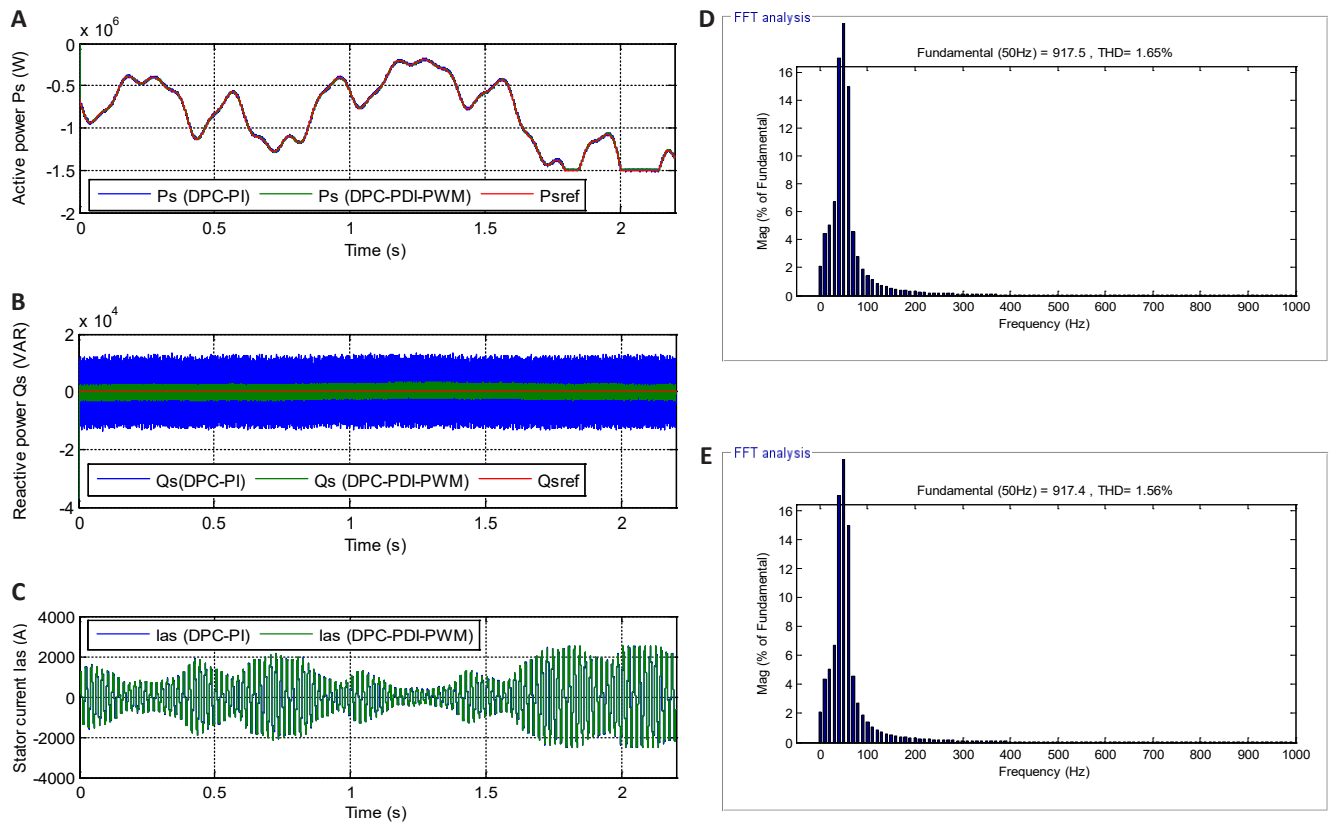 A
x 10^6
Active power Ps (W)
0
-0.5
-1
-1.5
-2
Ps (DPC-PI) Ps (DPC-PDI-PWM) Psref
0 0.5 1 1.5 2
Time (s)
B
x 10^4
Reactive power Qs (VAR)
2
0
-2
-4
Qs(DPC-PI) Qs (DPC-PDI-PWM) Qsref
0 0.5 1 1.5 2
Time (s)
C
Stator current Ias (A)
4000
2000
0
-2000
-4000
Ias (DPC-PI) Ias (DPC-PDI-PWM)
0 0.5 1 1.5 2
Time (s)
D
FFT analysis
Fundamental (50Hz) = 917.5 , THD= 1.65%
Mag (% of Fundamental)
16
14
12
10
8
6
4
2
0
0 100 200 300 400 500 600 700 800 900 1000
Frequency (Hz)
E
FFT analysis
Fundamental (50Hz) = 917.4 , THD= 1.56%
Mag (% of Fundamental)
16
14
12
10
8
6
4
2
0
0 100 200 300 400 500 600 700 800 900 1000
Frequency (Hz)